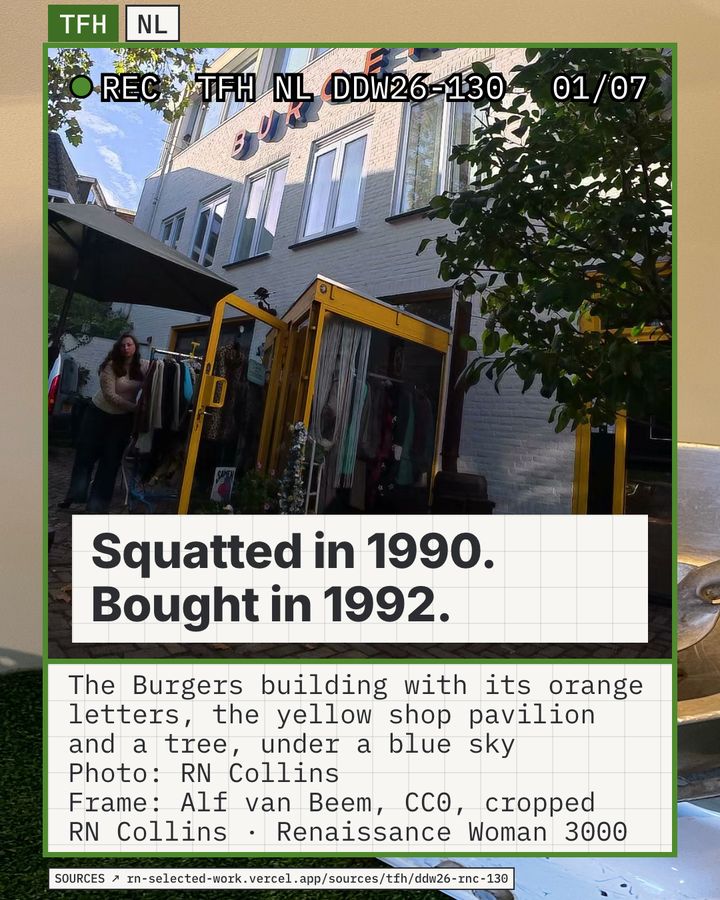 TFH NL
REC TFH NL DDW26-130 01/07
BURGERS
Squatted in 1990.
Bought in 1992.
The Burgers building with its orange
letters, the yellow shop pavilion
and a tree, under a blue sky
Photo: RN Collins
Frame: Alf van Beem, CC0, cropped
RN Collins · Renaissance Woman 3000
SOURCES ↗ rn-selected-work.vercel.app/sources/tfh/ddw26-rnc-130